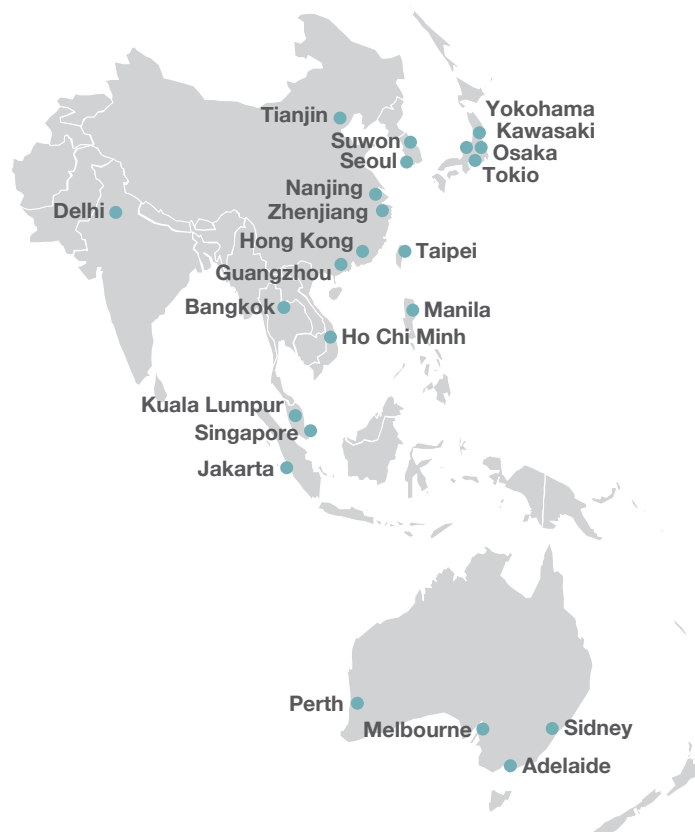 Yokohama
Tianjin
Kawasaki
Suwon
Osaka
Seoul
Tokio
Nanjing
Delhi
Zhenjiang
Hong Kong
Taipei
Guangzhou
Bangkok
Manila
Ho Chi Minh
Kuala Lumpur
Singapore
Jakarta
Perth
Melbourne
Sidney
Adelaide